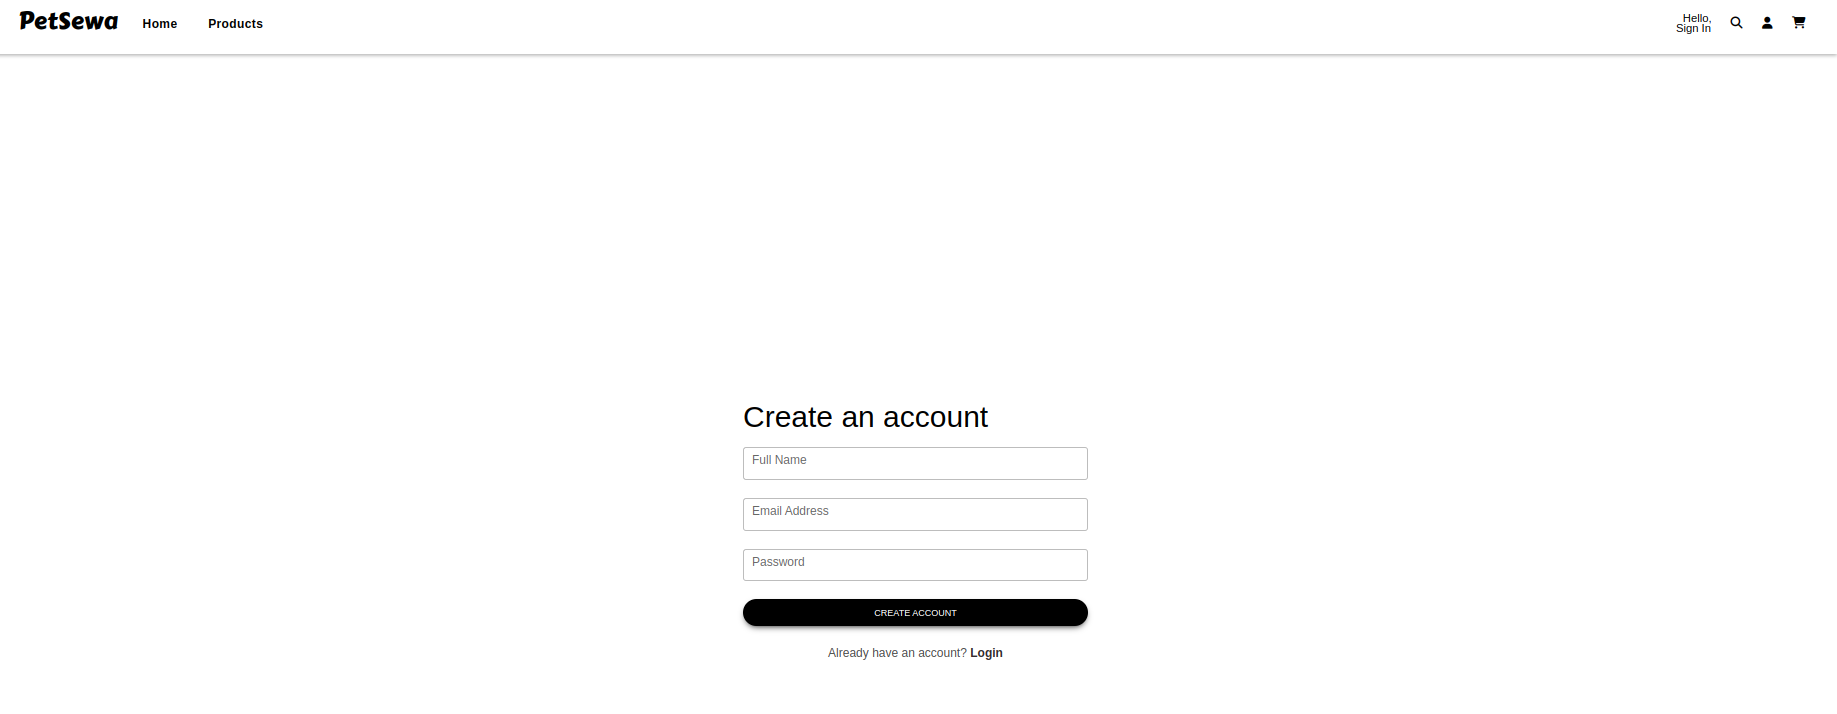 PetSewa Home Products
Hello,
Sign In
Create an account
Full Name
Email Address
Password
CREATE ACCOUNT
Already have an account? Login